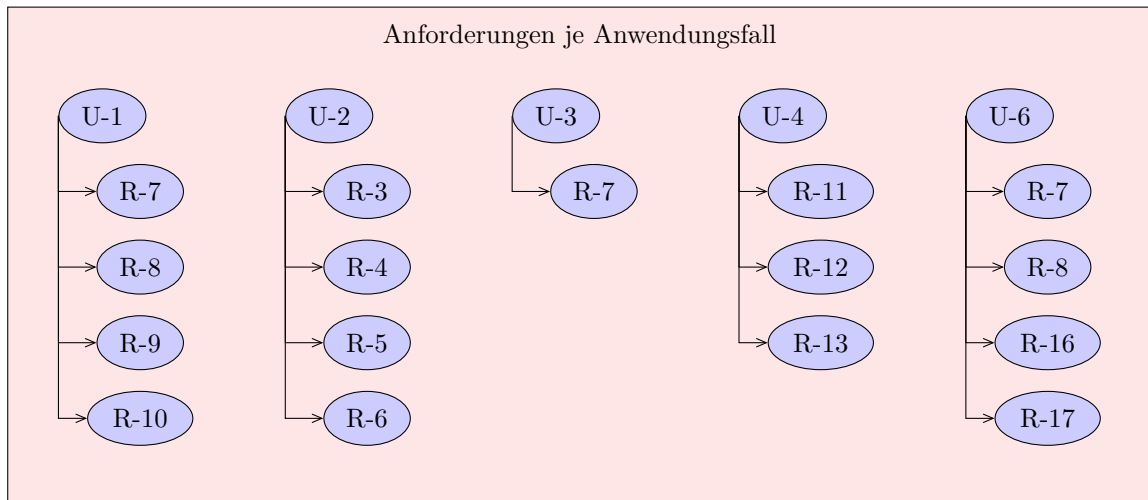 Anforderungen je Anwendungsfall
U-1 U-2 U-3 U-4 U-6
R-7 R-3 R-7 R-11 R-7
R-8 R-4 R-12 R-8
R-9 R-5 R-13 R-16
R-10 R-6 R-17